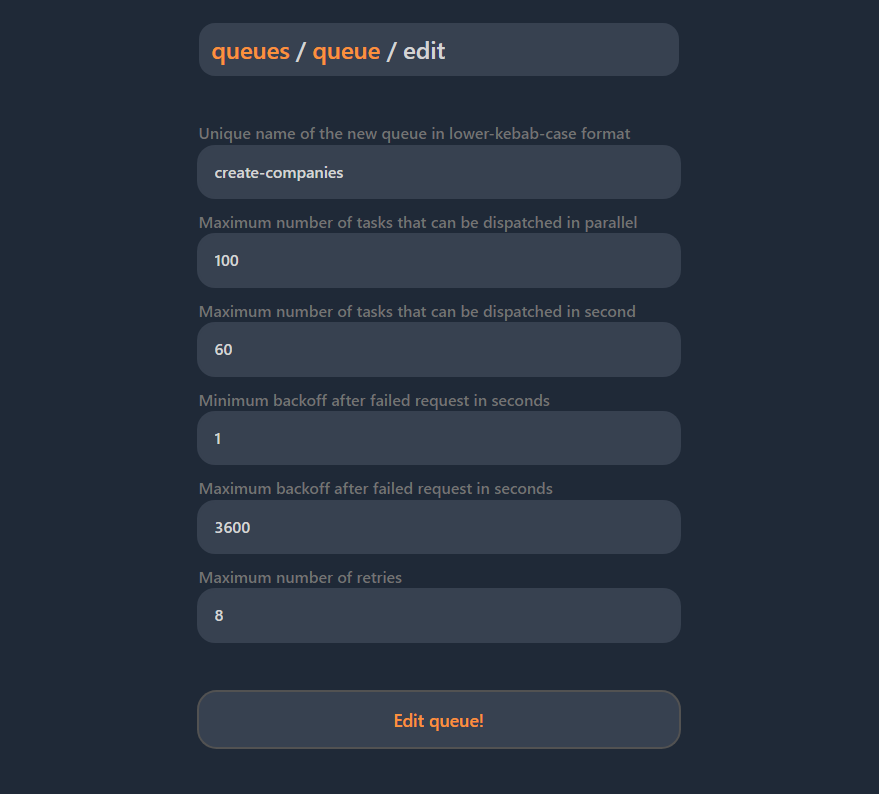 queues / queue / edit
Unique name of the new queue in lower-kebab-case format
create-companies
Maximum number of tasks that can be dispatched in parallel
100
Maximum number of tasks that can be dispatched in second
60
Minimum backoff after failed request in seconds
1
Maximum backoff after failed request in seconds
3600
Maximum number of retries
8
Edit queue!